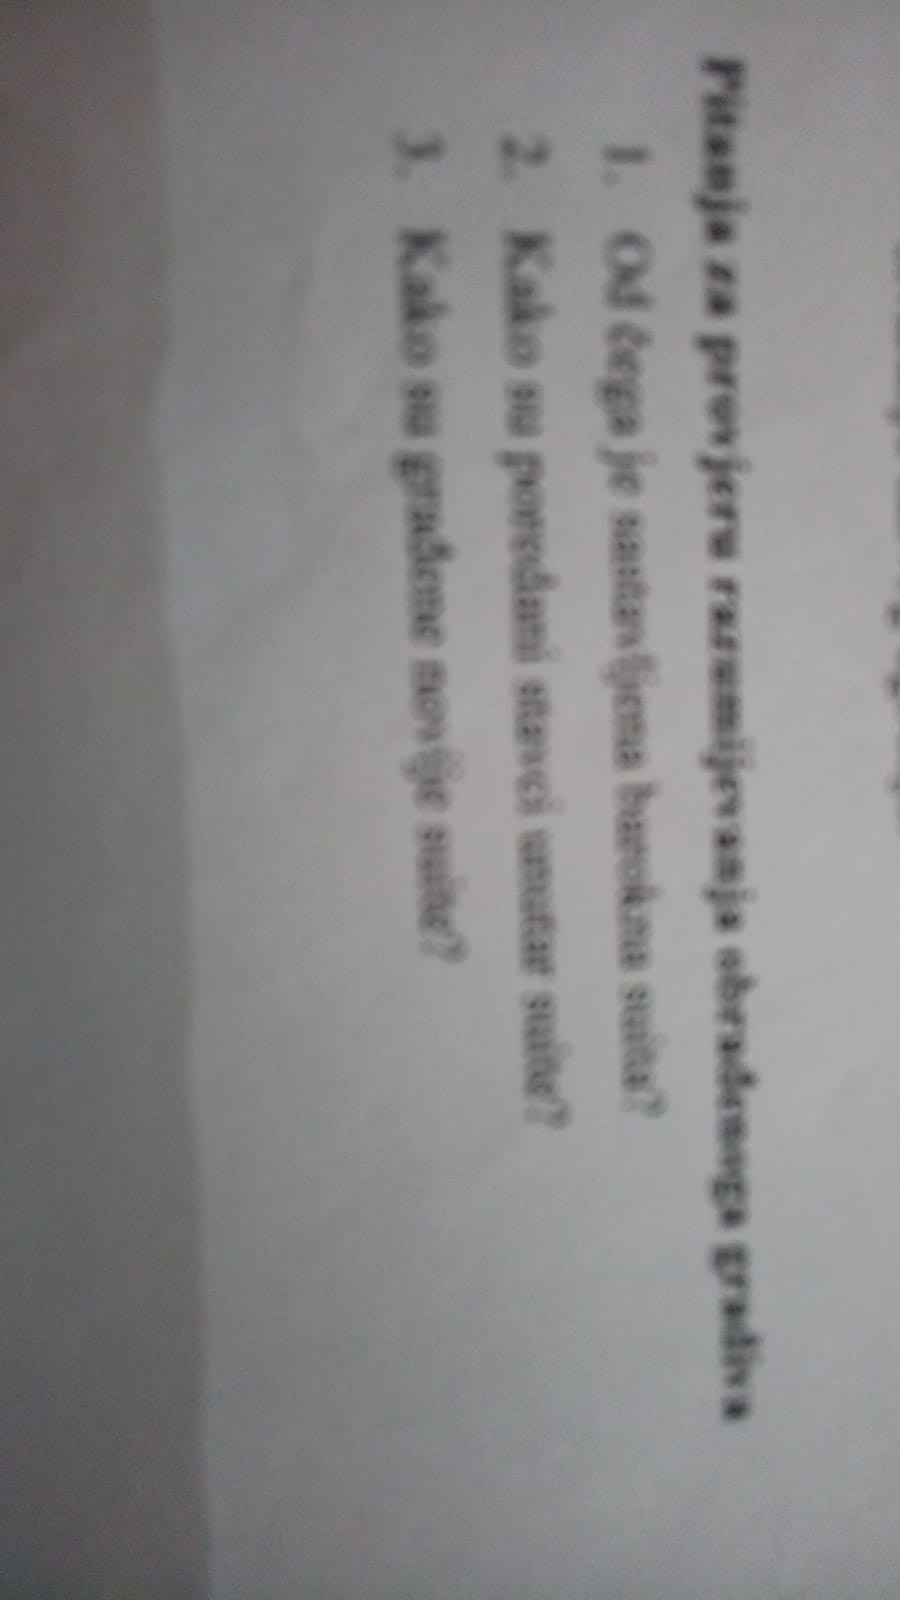 Pitanja za provjeru razumijevanja obrađenoga gradiva
1. Od čega je sastavljena barokna suita?
2. Kako su poredani stavci unutar suite?
3. Kako su građene novije suite?